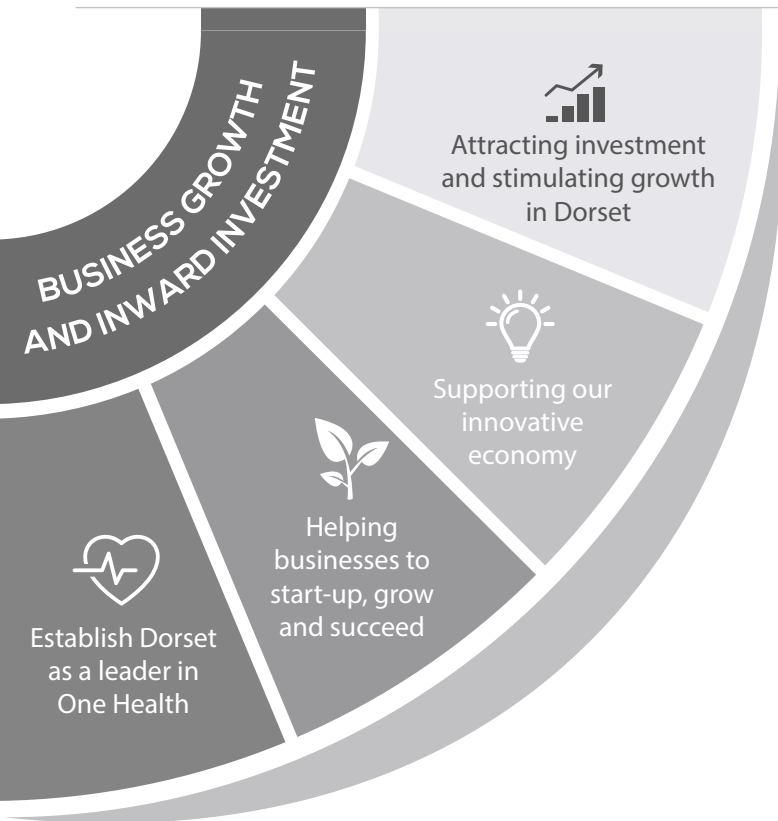 BUSINESS GROWTH
AND INWARD INVESTMENT
Attracting investment
and stimulating growth
in Dorset
Supporting our
innovative
economy
Helping
businesses to
start-up, grow
and succeed
Establish Dorset
as a leader in
One Health